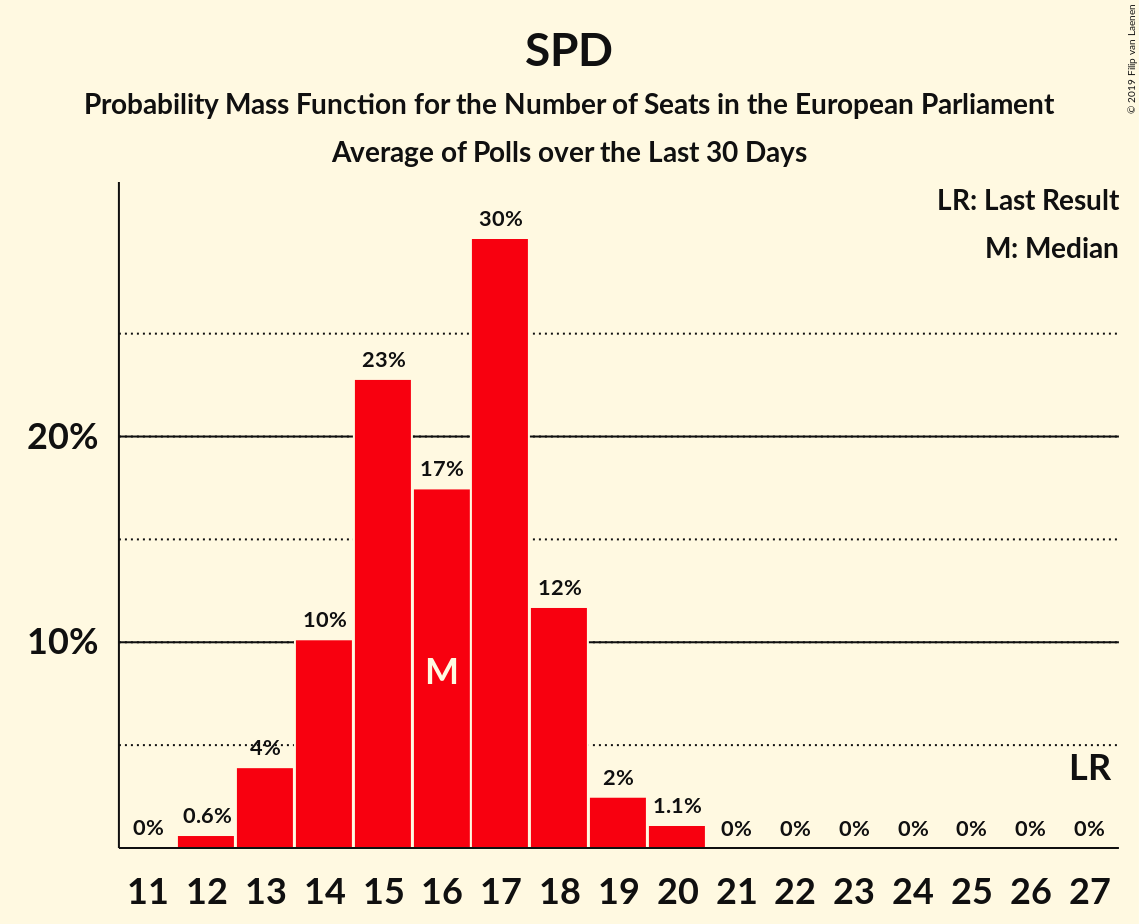 SPD
Probability Mass Function for the Number of Seats in the European Parliament
Average of Polls over the Last 30 Days
© 2019 Filip van Laenen
LR: Last Result
M: Median
30%
23%
20%
17%
12%
10%
10%
M
4%
LR
2%
1.1%
0.6%
0% 0% 0% 0% 0% 0% 0% 0%
11 12 13 14 15 16 17 18 19 20 21 22 23 24 25 26 27